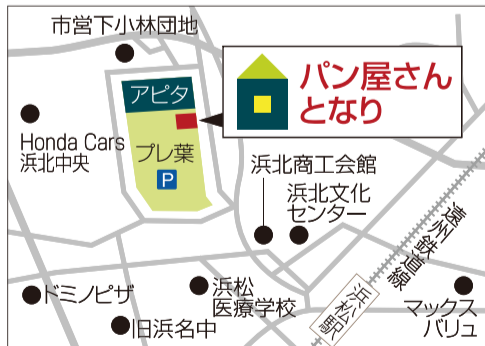 市営下小林団地
アピタ
パン屋さん
となり
Honda Cars
浜北中央
プレ葉
P
浜北商工会館
浜北文化
センター
遠州鉄道線
ドミノピザ
浜松
医療学校
旧浜名中
浜松駅
マックス
バリュ